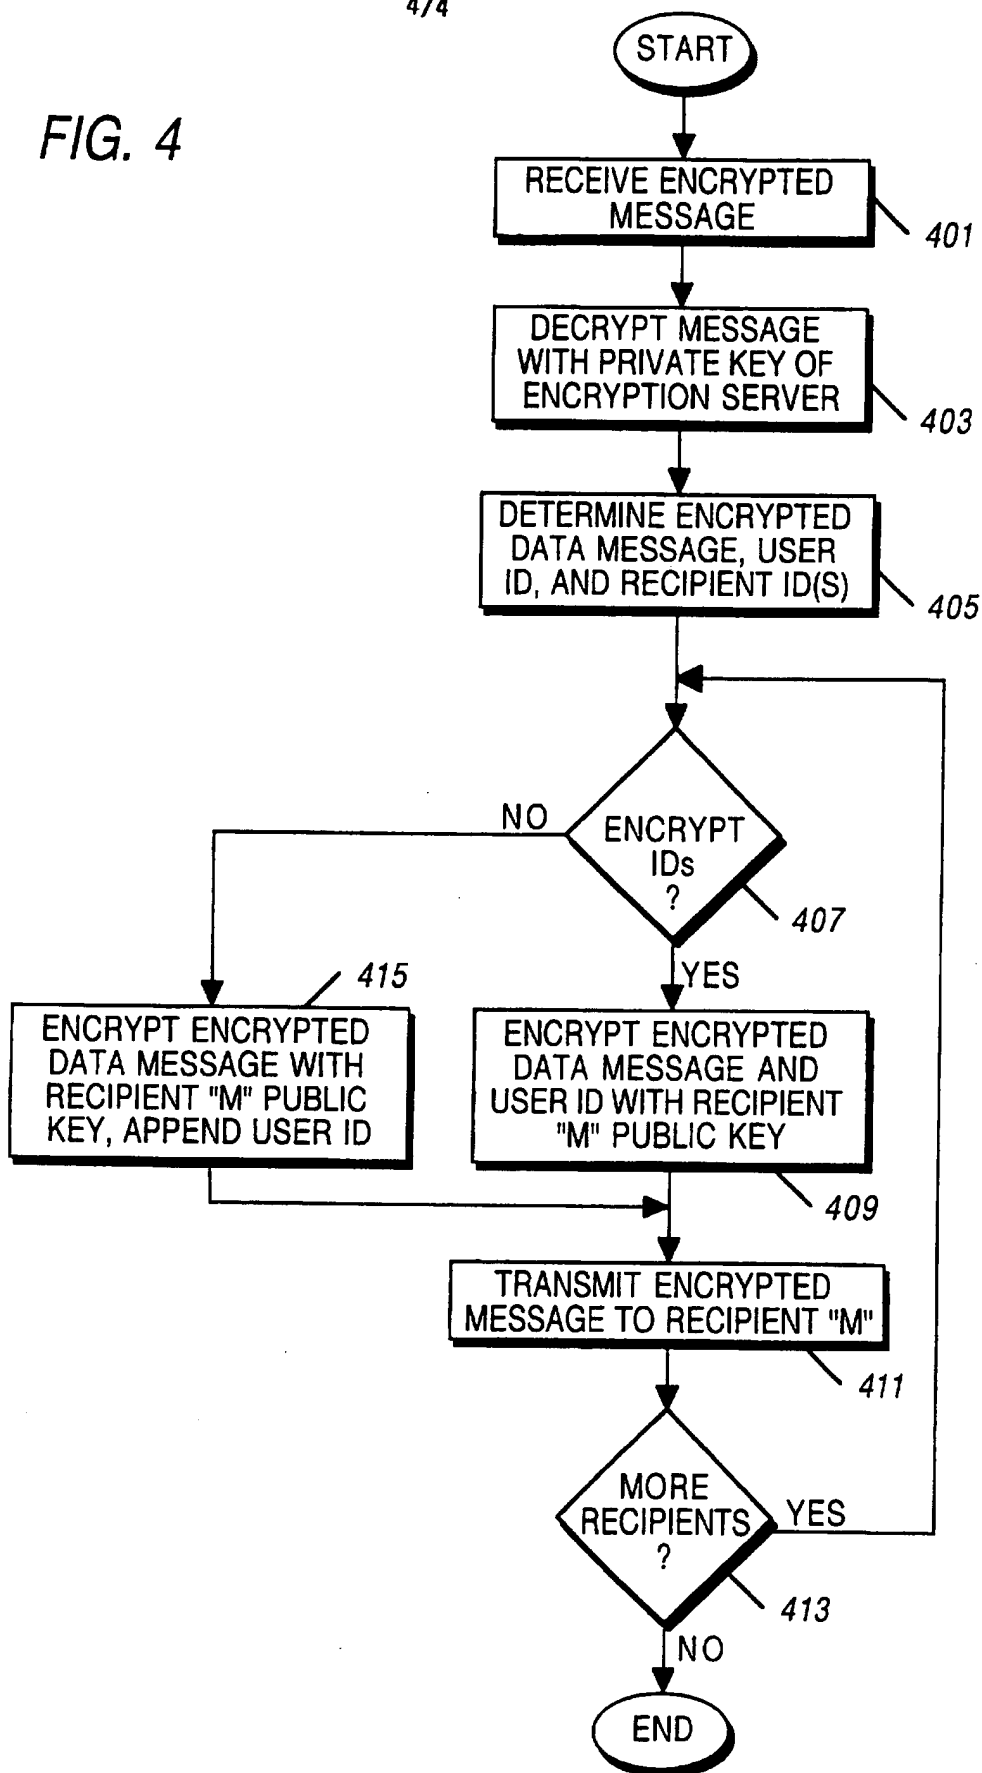 4/4
FIG. 4
START
RECEIVE ENCRYPTED
MESSAGE
401
DECRYPT MESSAGE
WITH PRIVATE KEY OF
ENCRYPTION SERVER
403
DETERMINE ENCRYPTED
DATA MESSAGE, USER
ID, AND RECIPIENT ID(S)
405
ENCRYPT
IDs
?
407
NO
YES
415
ENCRYPT ENCRYPTED
DATA MESSAGE WITH
RECIPIENT "M" PUBLIC
KEY, APPEND USER ID
ENCRYPT ENCRYPTED
DATA MESSAGE AND
USER ID WITH RECIPIENT
"M" PUBLIC KEY
409
TRANSMIT ENCRYPTED
MESSAGE TO RECIPIENT "M"
411
MORE
RECIPIENTS
?
YES
413
NO
END